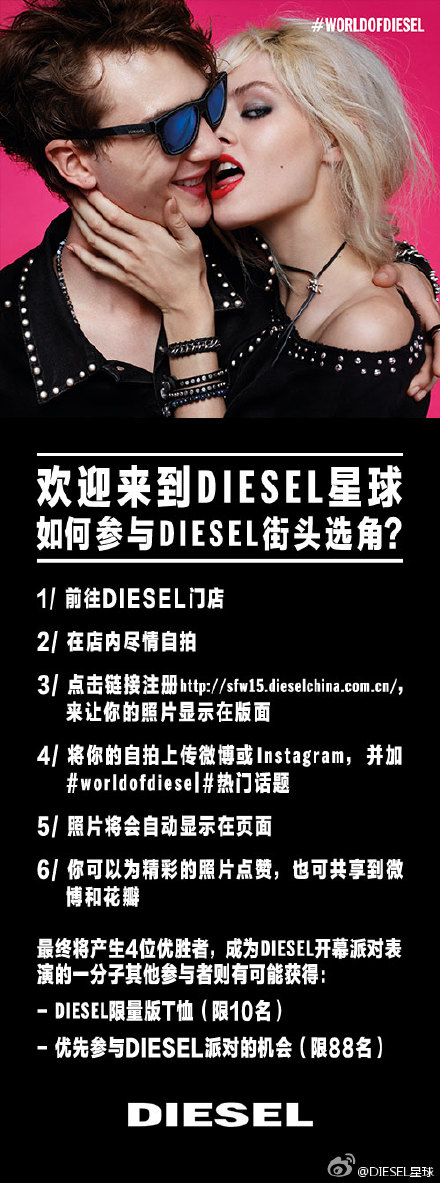 #WORLDOFDIESEL
欢迎来到DIESEL星球
如何参与DIESEL街头选角?
1/ 前往DIESEL门店
2/ 在店内尽情自拍
3/ 点击链接注册http://sfw15.dieselchina.com.cn/,
来让你的照片显示在版面
4/ 将你的自拍上传微博或Instagram，并加
#worldofdiesel#热门话题
5/ 照片将会自动显示在页面
6/ 你可以为精彩的照片点赞，也可共享到微
博和花瓣
最终将产生4位优胜者，成为DIESEL开幕派对表
演的一分子其他参与者则有可能获得：
- DIESEL限量版T恤（限10名）
- 优先参与DIESEL派对的机会（限88名）
DIESEL
@DIESEL星球